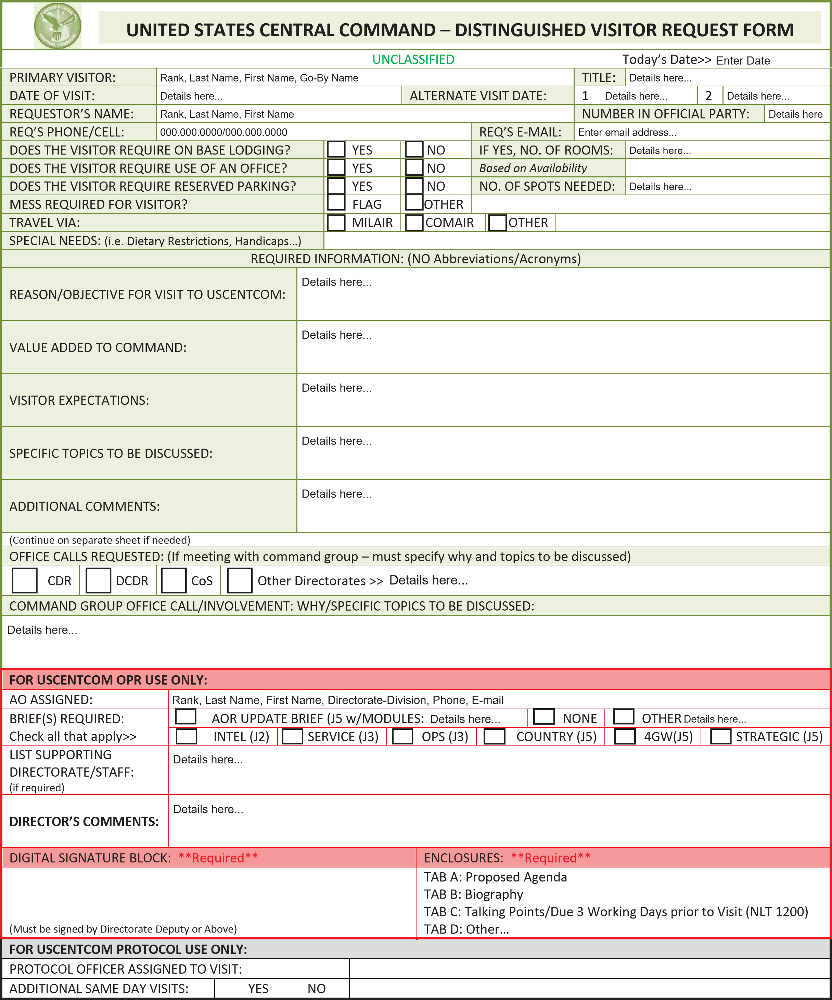 UNITED STATES CENTRAL COMMAND
UNITED STATES CENTRAL COMMAND – DISTINGUISHED VISITOR REQUEST FORM
UNCLASSIFIED Today's Date>> Enter Date
PRIMARY VISITOR: Rank, Last Name, First Name, Go-By Name TITLE: Details here...
DATE OF VISIT: Details here... ALTERNATE VISIT DATE: 1 Details here... 2 Details here...
REQUESTOR'S NAME: Rank, Last Name, First Name NUMBER IN OFFICIAL PARTY: Details here
REQ'S PHONE/CELL: 000.000.0000/000.000.0000 REQ'S E-MAIL: Enter email address...
DOES THE VISITOR REQUIRE ON BASE LODGING? YES NO IF YES, NO. OF ROOMS: Details here...
DOES THE VISITOR REQUIRE USE OF AN OFFICE? YES NO Based on Availability
DOES THE VISITOR REQUIRE RESERVED PARKING? YES NO NO. OF SPOTS NEEDED: Details here...
MESS REQUIRED FOR VISITOR? FLAG OTHER
TRAVEL VIA: MILAIR COMAIR OTHER
SPECIAL NEEDS: (i.e. Dietary Restrictions, Handicaps...)
REQUIRED INFORMATION: (NO Abbreviations/Acronyms)
REASON/OBJECTIVE FOR VISIT TO USCENTCOM: Details here...
VALUE ADDED TO COMMAND: Details here...
VISITOR EXPECTATIONS: Details here...
SPECIFIC TOPICS TO BE DISCUSSED: Details here...
ADDITIONAL COMMENTS: Details here...
(Continue on separate sheet if needed)
OFFICE CALLS REQUESTED: (If meeting with command group – must specify why and topics to be discussed)
CDR DCDR CoS Other Directorates >> Details here...
COMMAND GROUP OFFICE CALL/INVOLVEMENT: WHY/SPECIFIC TOPICS TO BE DISCUSSED:
Details here...
FOR USCENTCOM OPR USE ONLY:
AO ASSIGNED: Rank, Last Name, First Name, Directorate-Division, Phone, E-mail
BRIEF(S) REQUIRED: AOR UPDATE BRIEF (J5 w/MODULES: Details here... NONE OTHER Details here...
Check all that apply>> INTEL (J2) SERVICE (J3) OPS (J3) COUNTRY (J5) 4GW(J5) STRATEGIC (J5)
LIST SUPPORTING
DIRECTORATE/STAFF:
(if required)
Details here...
DIRECTOR'S COMMENTS: Details here...
DIGITAL SIGNATURE BLOCK: **Required** ENCLOSURES: **Required**
TAB A: Proposed Agenda
TAB B: Biography
TAB C: Talking Points/Due 3 Working Days prior to Visit (NLT 1200)
(Must be signed by Directorate Deputy or Above) TAB D: Other...
FOR USCENTCOM PROTOCOL USE ONLY:
PROTOCOL OFFICER ASSIGNED TO VISIT:
ADDITIONAL SAME DAY VISITS: YES NO